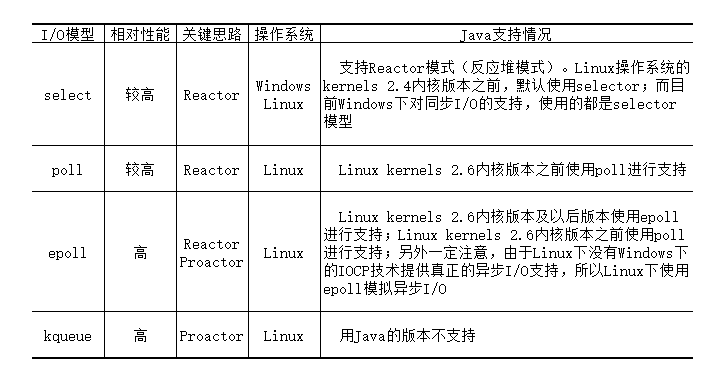 I/O模型 相对性能 关键思路 操作系统 Java支持情况
select 较高 Reactor Windows Linux 支持Reactor模式（反应堆模式）。Linux操作系统的
kernels 2.4内核版本之前，默认使用selector；而目
前Windows下对同步I/O的支持，使用的都是selector
模型
poll 较高 Reactor Linux Linux kernels 2.6内核版本之前使用poll进行支持
epoll 高 Reactor Proactor Linux Linux kernels 2.6内核版本及以后版本使用epoll
进行支持；Linux kernels 2.6内核版本之前使用poll
进行支持；另外一定注意，由于Linux下没有Windows下
的IOCP技术提供真正的异步I/O支持，所以Linux下使用
epoll模拟异步I/O
kqueue 高 Proactor Linux 用Java的版本不支持